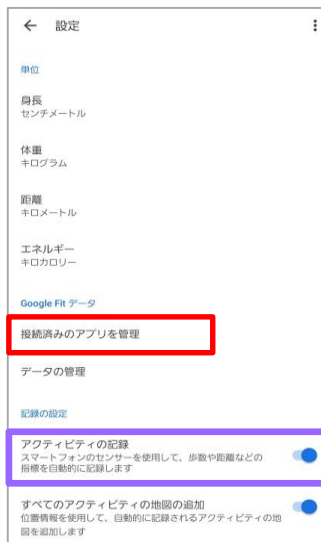 設定
単位
身長
センチメートル
体重
キログラム
距離
キロメートル
エネルギー
キロカロリー
Google Fit データ
接続済みのアプリを管理
データの管理
記録の設定
アクティビティの記録
スマートフォンのセンサーを使用して、歩数や距離などの
指標を自動的に記録します
すべてのアクティビティの地図の追加
位置情報を使用して、自動的に記録されるアクティビティの地
図を追加します